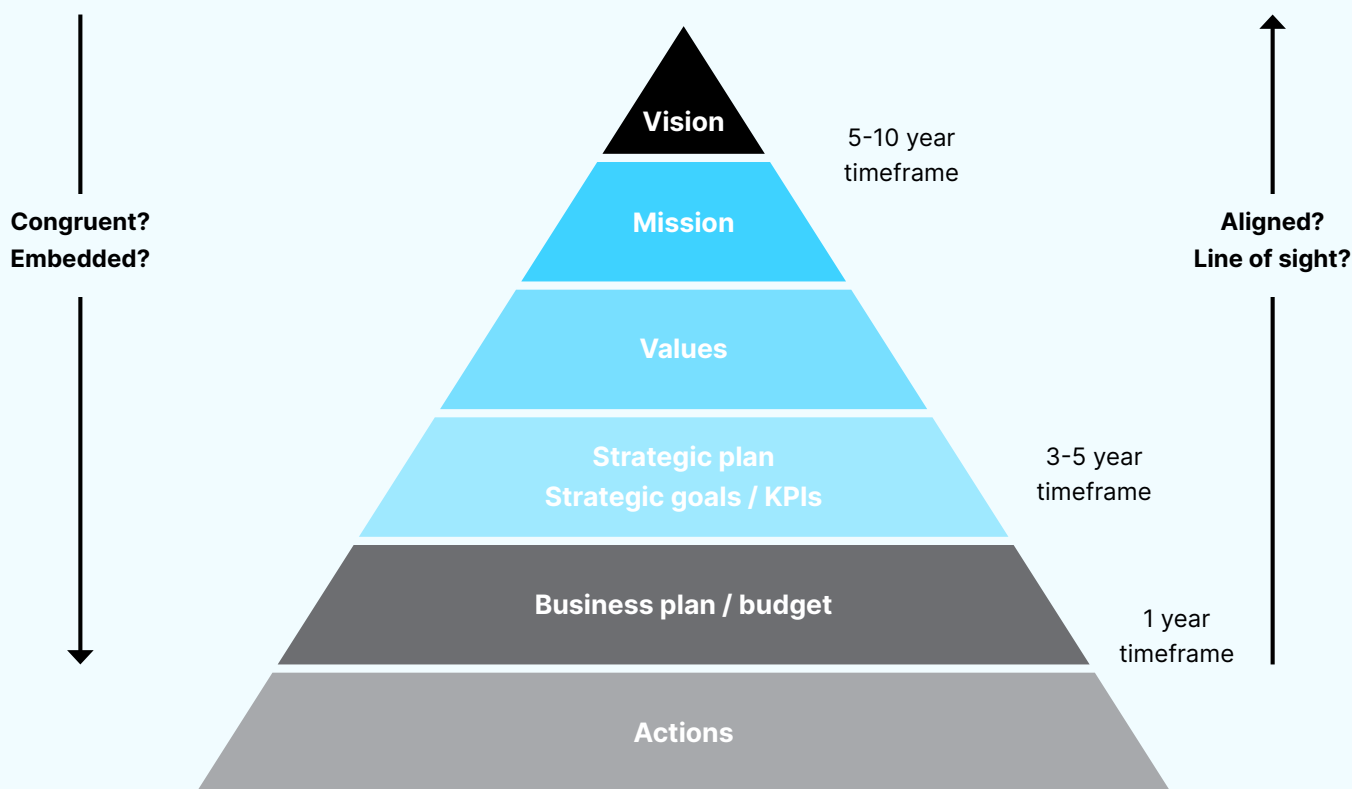 Vision
5-10 year
timeframe
Congruent?
Embedded?
Mission
Aligned?
Line of sight?
Values
Strategic plan
Strategic goals / KPIs
3-5 year
timeframe
Business plan / budget
1 year
timeframe
Actions